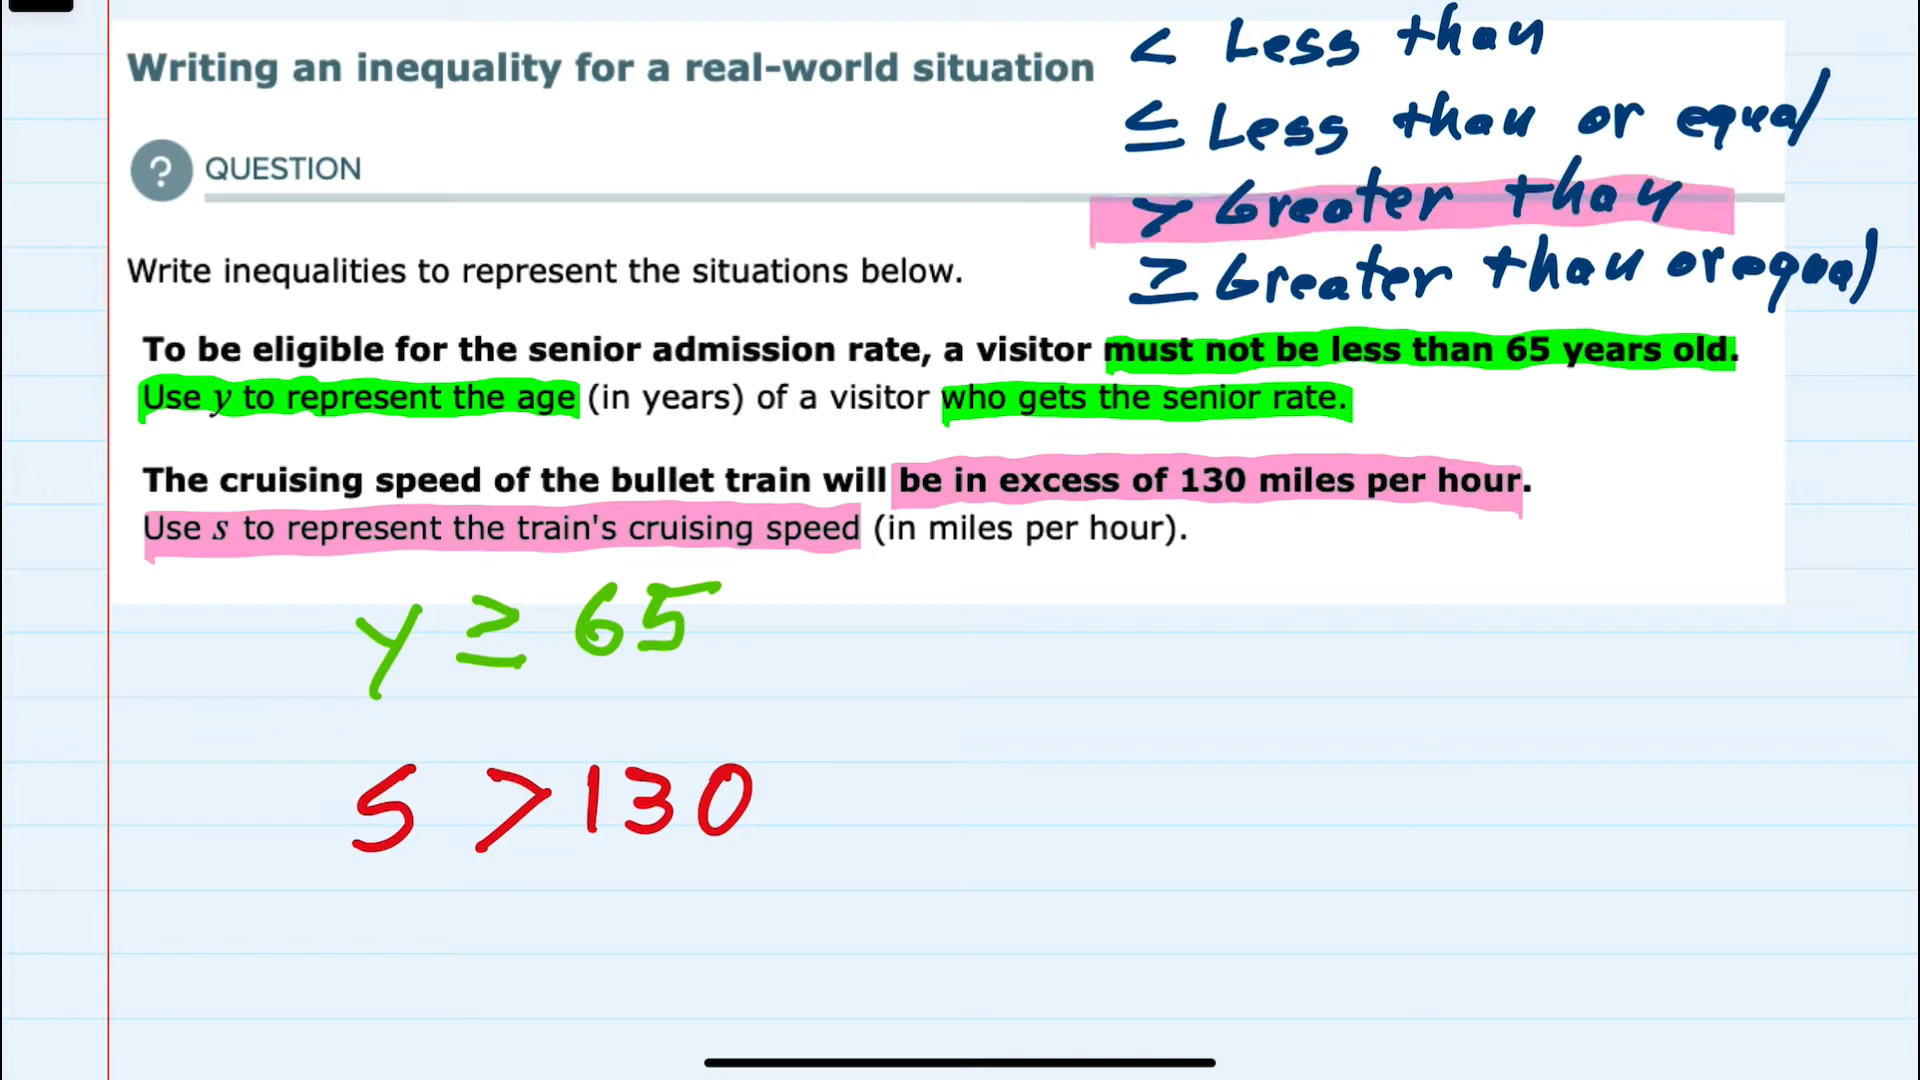 Writing an inequality for a real-world situation
< Less than
≤ Less than or equal
> Greater than
≥ Greater than or equal
? QUESTION
Write inequalities to represent the situations below.
To be eligible for the senior admission rate, a visitor must not be less than 65 years old.
Use y to represent the age (in years) of a visitor who gets the senior rate.
The cruising speed of the bullet train will be in excess of 130 miles per hour.
Use s to represent the train's cruising speed (in miles per hour).
y ≥ 65
s > 130